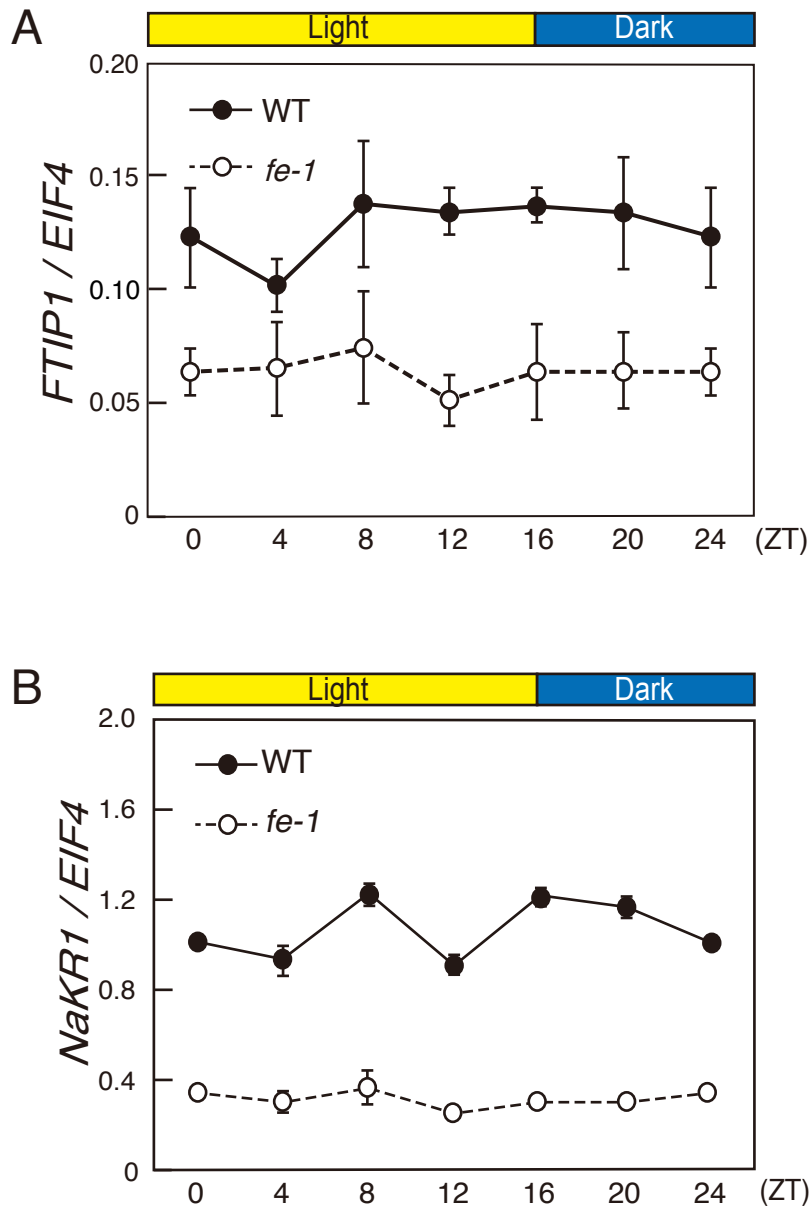 A
Light Dark
0.20
WT
fe-1
0.15
0.10
0.05
0
FTIP1 / EIF4
0 4 8 12 16 20 24 (ZT)
B
Light Dark
2.0
WT
fe-1
1.6
1.2
0.8
0.4
0
NaKR1 / EIF4
0 4 8 12 16 20 24 (ZT)